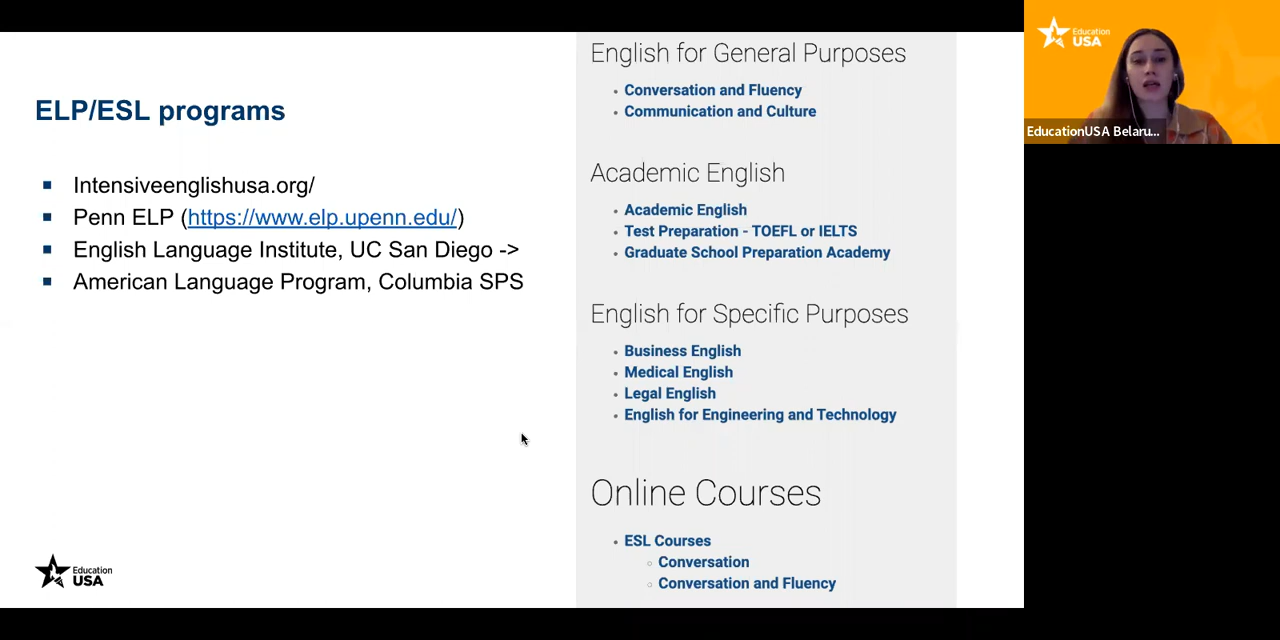 ELP/ESL programs
Intensiveenglishusa.org/
Penn ELP (https://www.elp.upenn.edu/)
English Language Institute, UC San Diego ->
American Language Program, Columbia SPS
Education
USA
English for General Purposes
Conversation and Fluency
Communication and Culture
Academic English
Academic English
Test Preparation - TOEFL or IELTS
Graduate School Preparation Academy
English for Specific Purposes
Business English
Medical English
Legal English
English for Engineering and Technology
Online Courses
ESL Courses
Conversation
Conversation and Fluency
Education
USA
EducationUSA Belaru...